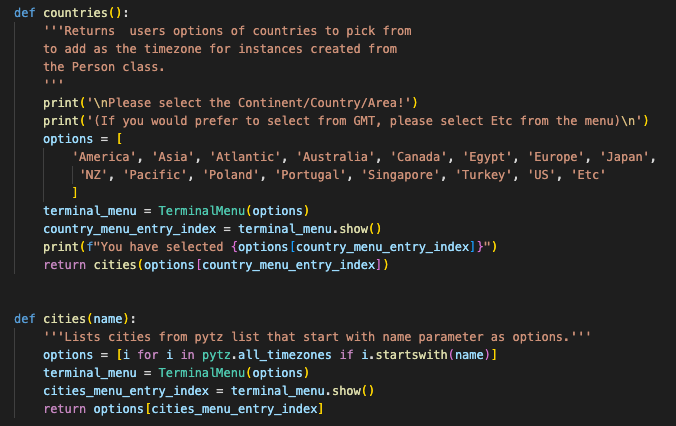 def countries():
    '''Returns  users options of countries to pick from
    to add as the timezone for instances created from
    the Person class.
    '''
    print('\nPlease select the Continent/Country/Area!')
    print('(If you would prefer to select from GMT, please select Etc from the menu)\n')
    options = [
        'America', 'Asia', 'Atlantic', 'Australia', 'Canada', 'Egypt', 'Europe', 'Japan',
         'NZ', 'Pacific', 'Poland', 'Portugal', 'Singapore', 'Turkey', 'US', 'Etc'
        ]
    terminal_menu = TerminalMenu(options)
    country_menu_entry_index = terminal_menu.show()
    print(f"You have selected {options[country_menu_entry_index]}")
    return cities(options[country_menu_entry_index])


def cities(name):
    '''Lists cities from pytz list that start with name parameter as options.'''
    options = [i for i in pytz.all_timezones if i.startswith(name)]
    terminal_menu = TerminalMenu(options)
    cities_menu_entry_index = terminal_menu.show()
    return options[cities_menu_entry_index]